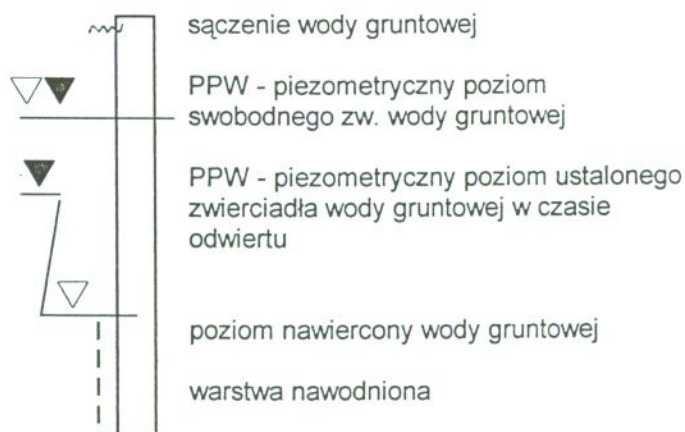 sączenie wody gruntowej
PPW - piezometryczny poziom
swobodnego zw. wody gruntowej
PPW - piezometryczny poziom ustalonego
zwierciadła wody gruntowej w czasie
odwiertu
poziom nawiercony wody gruntowej
warstwa nawodniona